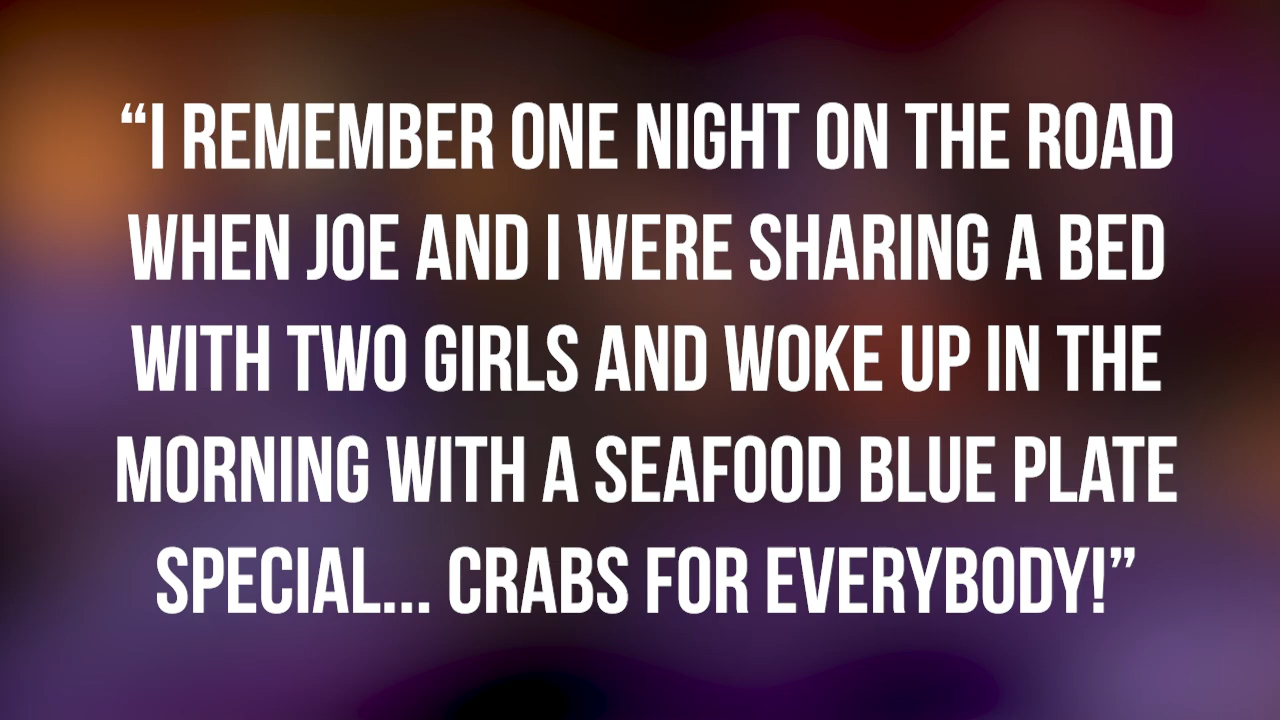 “I REMEMBER ONE NIGHT ON THE ROAD
WHEN JOE AND I WERE SHARING A BED
WITH TWO GIRLS AND WOKE UP IN THE
MORNING WITH A SEAFOOD BLUE PLATE
SPECIAL... CRABS FOR EVERYBODY!”